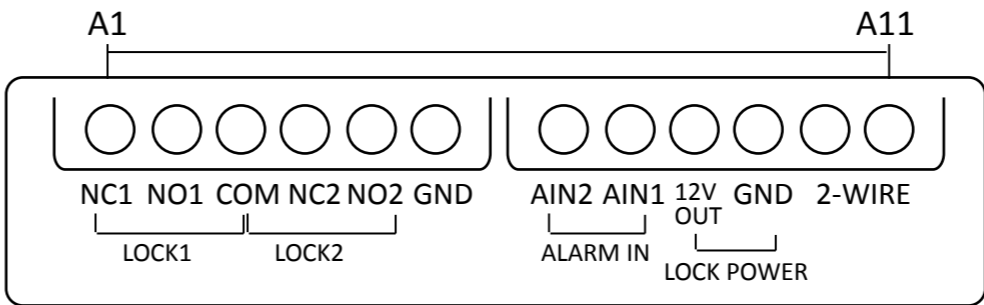 A1 A11
NC1 NO1 COM NC2 NO2 GND AIN2 AIN1 12V OUT GND 2-WIRE
LOCK1 LOCK2 ALARM IN LOCK POWER